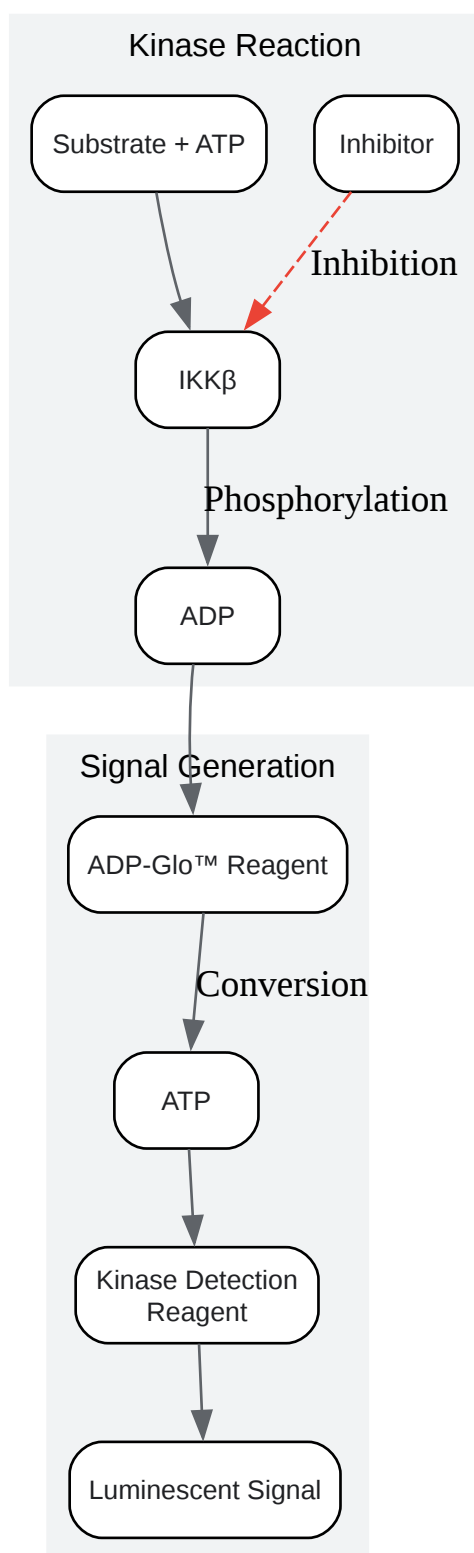 Kinase Reaction
Substrate + ATP
Inhibitor
Inhibition
IKKβ
Phosphorylation
ADP
Signal Generation
ADP-Glo™ Reagent
Conversion
ATP
Kinase Detection
Reagent
Luminescent Signal